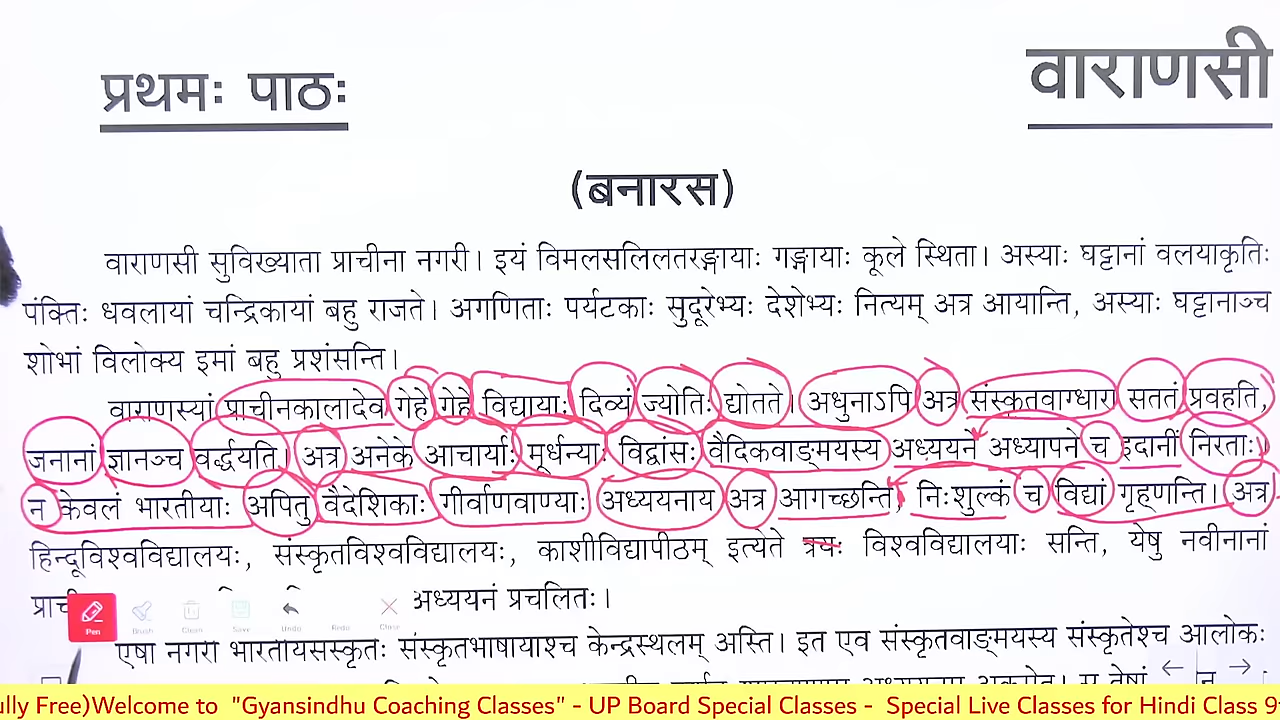 प्रथमः पाठः
वाराणसी
(बनारस)
वाराणसी सुविख्याता प्राचीना नगरी। इयं विमलसलिलतरङ्गायाः गङ्गायाः कूले स्थिता। अस्याः घट्टानां वलयाकृतिः
पंक्तिः धवलायां चन्द्रिकायां बहु राजते। अगणिताः पर्यटकाः सुदूरेभ्यः देशेभ्यः नित्यम् अत्र आयान्ति, अस्याः घट्टानाञ्च
शोभां विलोक्य इमां बहु प्रशंसन्ति।
वाराणस्यां प्राचीनकालादेव गेहे गेहे विद्यायाः दिव्यं ज्योतिः द्योतते। अधुनाऽपि अत्र संस्कृतवाग्धारा सततं प्रवहति,
जनानां ज्ञानञ्च वर्द्धयति। अत्र अनेके आचार्याः मूर्धन्याः विद्वांसः वैदिकवाङ्मयस्य अध्ययने अध्यापने च इदानीं निरताः।
न केवलं भारतीयाः अपितु वैदेशिकाः गीर्वाणवाण्याः अध्ययनाय अत्र आगच्छन्ति, निःशुल्कं च विद्यां गृह्णन्ति। अत्र
हिन्दूविश्वविद्यालयः, संस्कृतविश्वविद्यालयः, काशीविद्यापीठम् इत्येते त्रयः विश्वविद्यालयाः सन्ति, येषु नवीनानां
अध्ययनं प्रचलितः।
Pen Brush Clean Save Undo Redo Close
एषा नगरी भारतीयसंस्कृतेः संस्कृतभाषायाश्च केन्द्रस्थलम् अस्ति। इत एव संस्कृतवाङ्मयस्य संस्कृतेश्च आलोकः
ully Free)Welcome to "Gyansindhu Coaching Classes" - UP Board Special Classes - Special Live Classes for Hindi Class 9